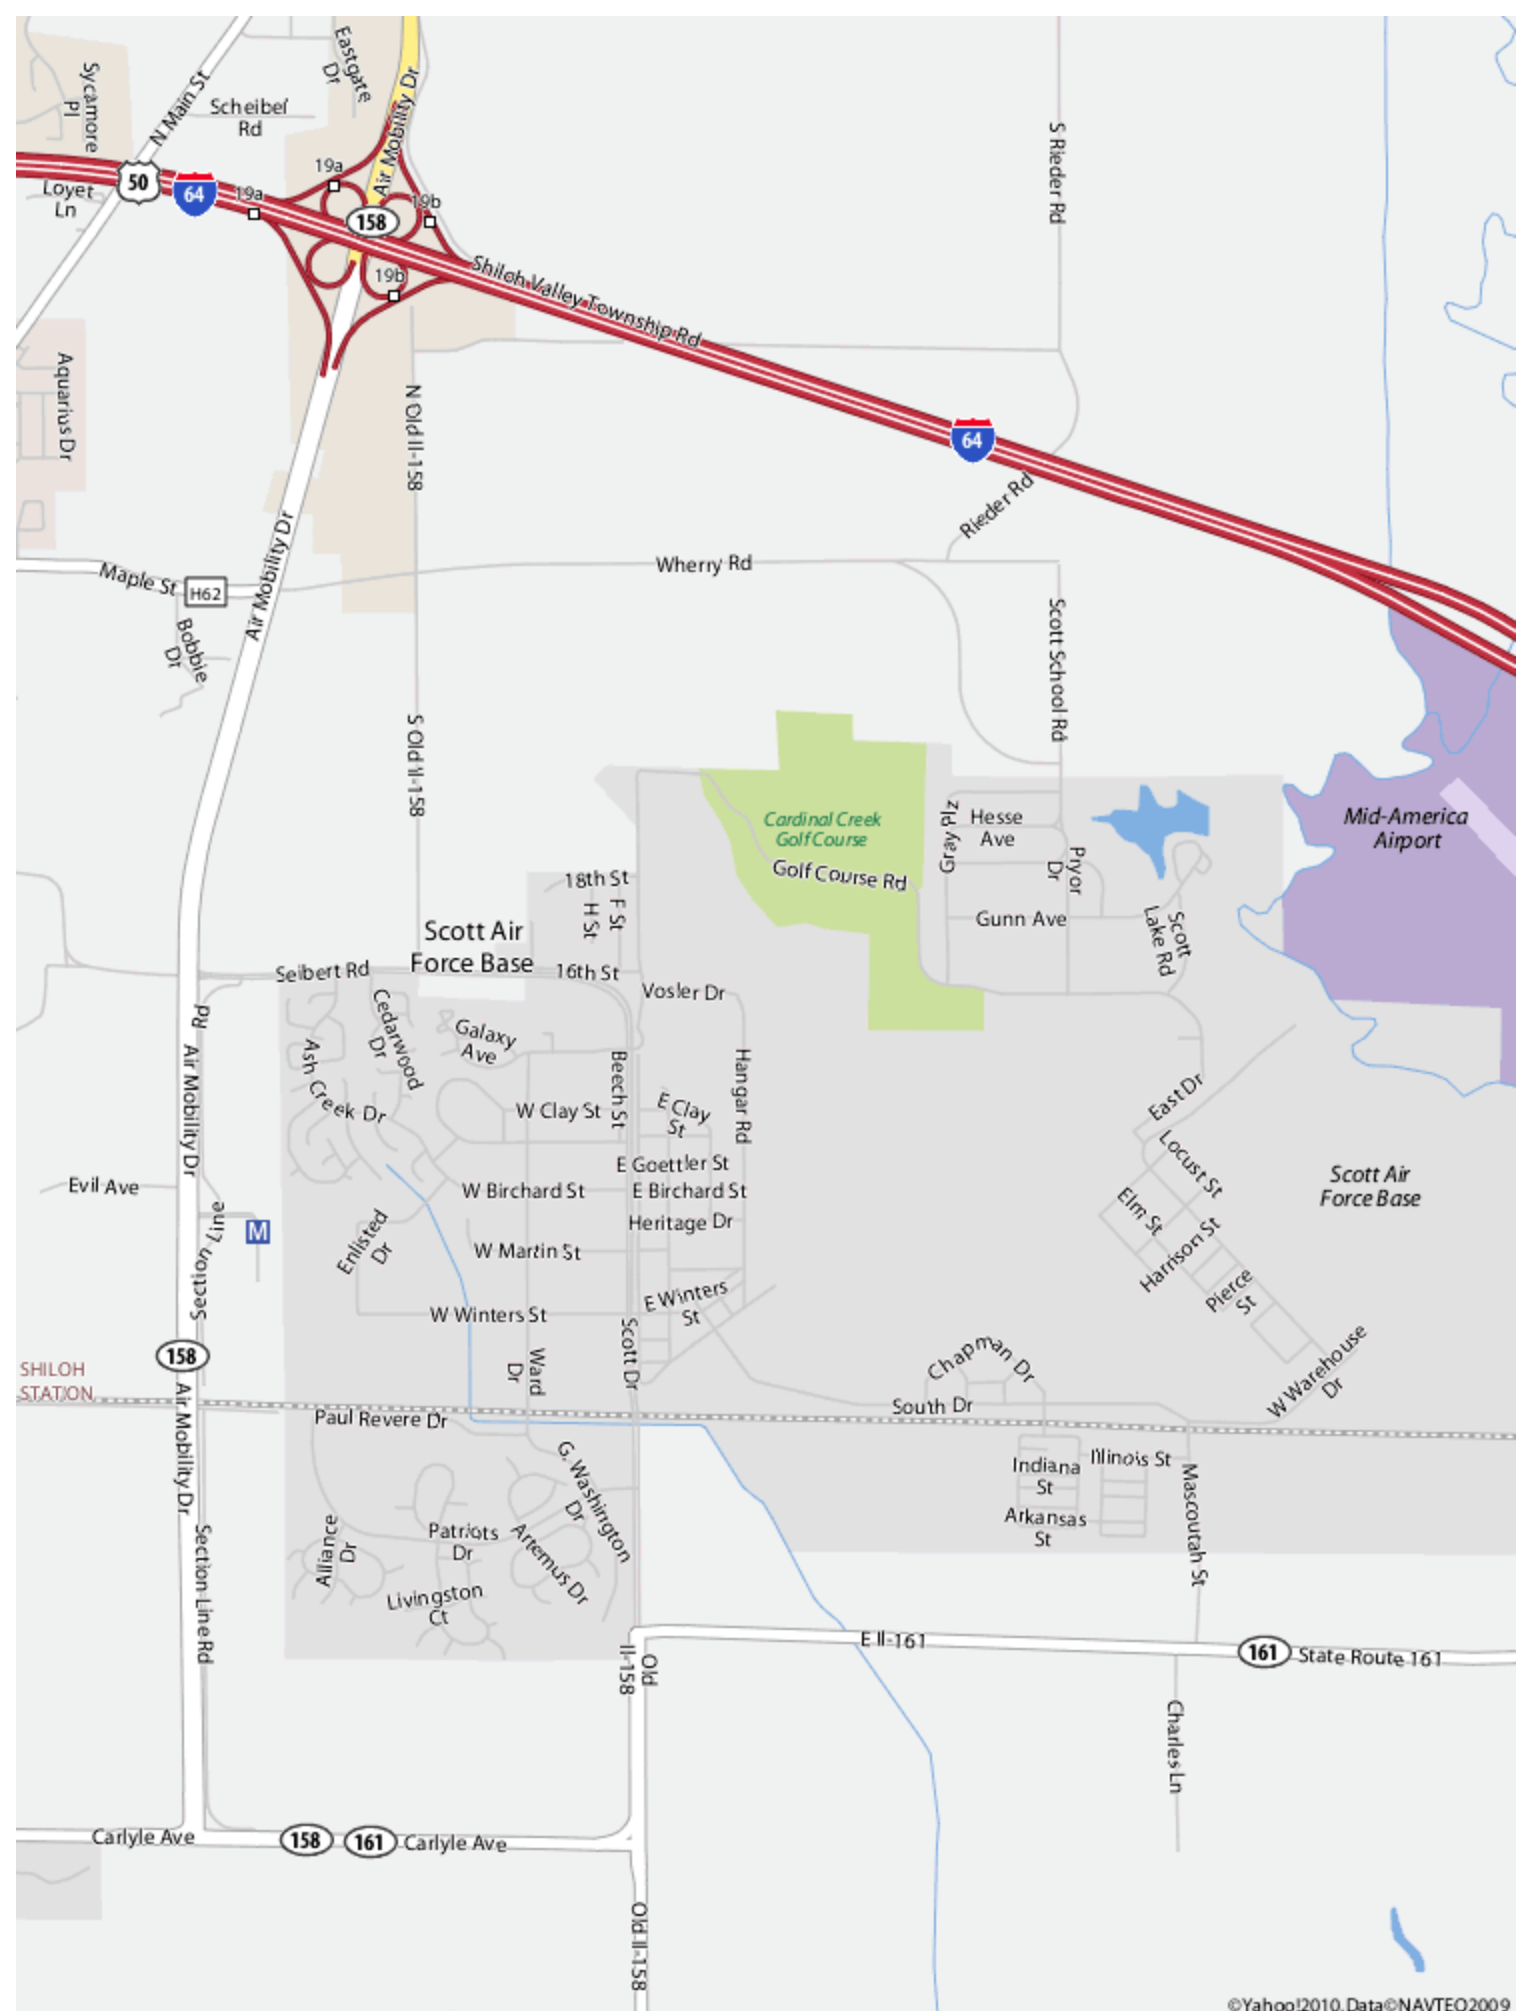 Eastgate
Dr
Sycamore
Pl
N Main St
Scheibel
Rd
Air Mobility Dr
S Rieder Rd
19a
50
64
Loyet
Ln
19a
19b
158
19b
Shiloh Valley Township Rd
Aquarius Dr
N Old Il-158
64
Rieder Rd
Air Mobility Dr
Wherry Rd
Maple St
H62
Scott School Rd
Bobbie
Dr
S Old Il-158
Cardinal Creek
Golf Course
Golf Course Rd
Gray Plz
Hesse
Ave
Pryor
Dr
Mid-America
Airport
18th St
H St
F St
Gunn Ave
Scott
Lake Rd
Scott Air
Force Base
Seibert Rd
16th St
Vosler Dr
Cedarwood
Dr
Rd
Galaxy
Ave
Ash Creek Dr
Air Mobility Dr
Beech St
Hangar Rd
W Clay St
E Clay
St
East Dr
Locust St
E Goettler St
Evil Ave
W Birchard St
E Birchard St
Scott Air
Force Base
Elm St
Section Line
M
Enlisted
Dr
Heritage Dr
W Martin St
Harrison St
Pierce
St
W Winters St
E Winters
St
158
Scott Dr
Ward
Dr
Chapman Dr
W Warehouse
Dr
SHILOH
STATION
Air Mobility Dr
Paul Revere Dr
South Dr
G. Washington
Dr
Indiana
St
Illinois St
Mascoutah St
Section Line Rd
Alliance
Dr
Patriots
Dr
Artemus Dr
Arkansas
St
Livingston
Ct
Old
Il-158
E Il-161
161
State Route 161
Charles Ln
Carlyle Ave
158
161
Carlyle Ave
Old Il-158
©Yahoo!2010, Data©NAVTEQ2009